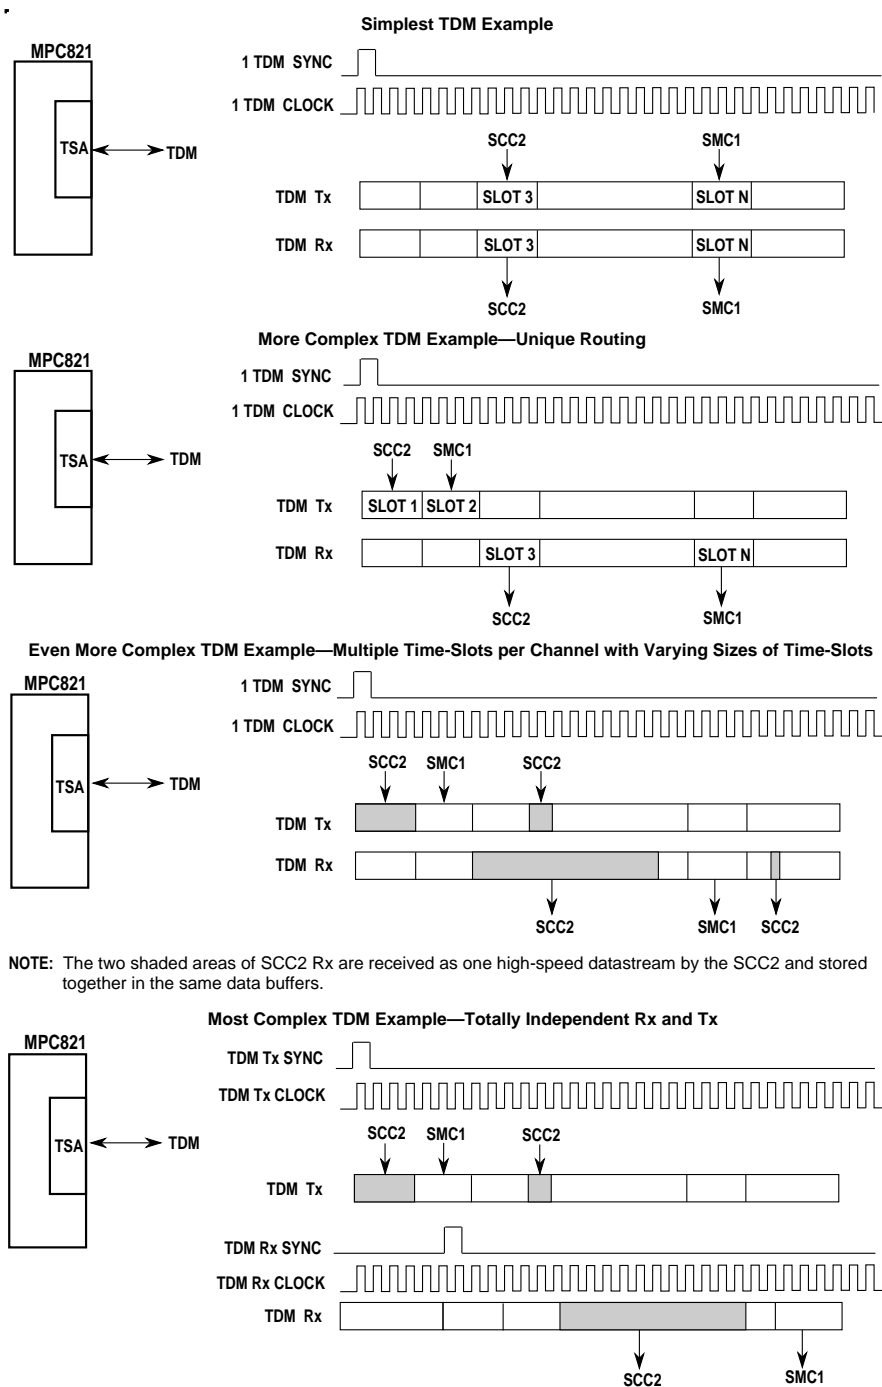 Simplest TDM Example
MPC821
1 TDM SYNC
1 TDM CLOCK
TSA
TDM
SCC2 SMC1
TDM Tx SLOT 3 SLOT N
TDM Rx SLOT 3 SLOT N
SCC2 SMC1
More Complex TDM Example—Unique Routing
MPC821
1 TDM SYNC
1 TDM CLOCK
TSA
TDM
SCC2 SMC1
TDM Tx SLOT 1 SLOT 2
TDM Rx SLOT 3 SLOT N
SCC2 SMC1
Even More Complex TDM Example—Multiple Time-Slots per Channel with Varying Sizes of Time-Slots
MPC821
1 TDM SYNC
1 TDM CLOCK
TSA
TDM
SCC2 SMC1 SCC2
TDM Tx
TDM Rx
SCC2 SMC1 SCC2
NOTE: The two shaded areas of SCC2 Rx are received as one high-speed datastream by the SCC2 and stored
together in the same data buffers.
Most Complex TDM Example—Totally Independent Rx and Tx
MPC821
TDM Tx SYNC
TDM Tx CLOCK
TSA
TDM
SCC2 SMC1 SCC2
TDM Tx
TDM Rx SYNC
TDM Rx CLOCK
TDM Rx
SCC2 SMC1